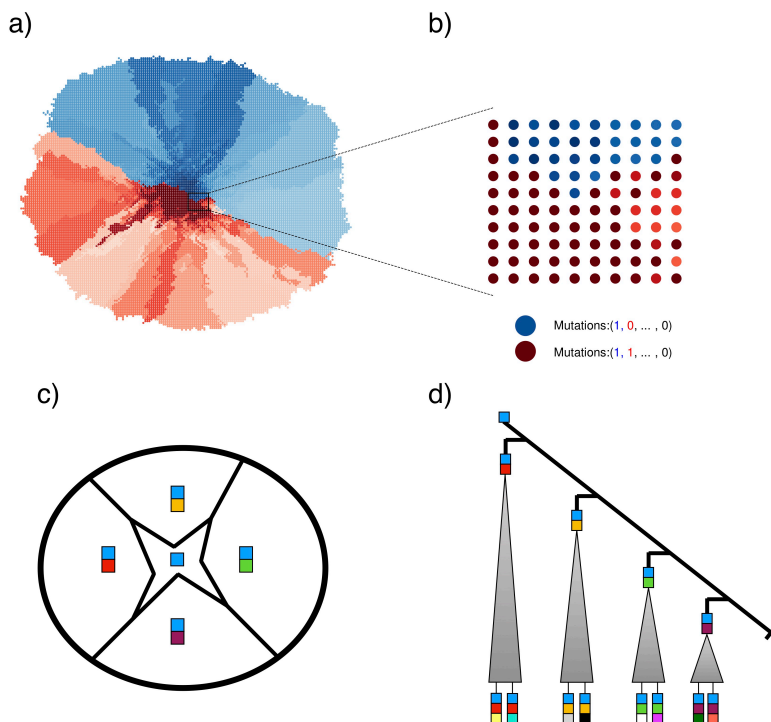 a)
b)
Mutations:(1, 0, ... , 0)
Mutations:(1, 1, ... , 0)
c)
d)